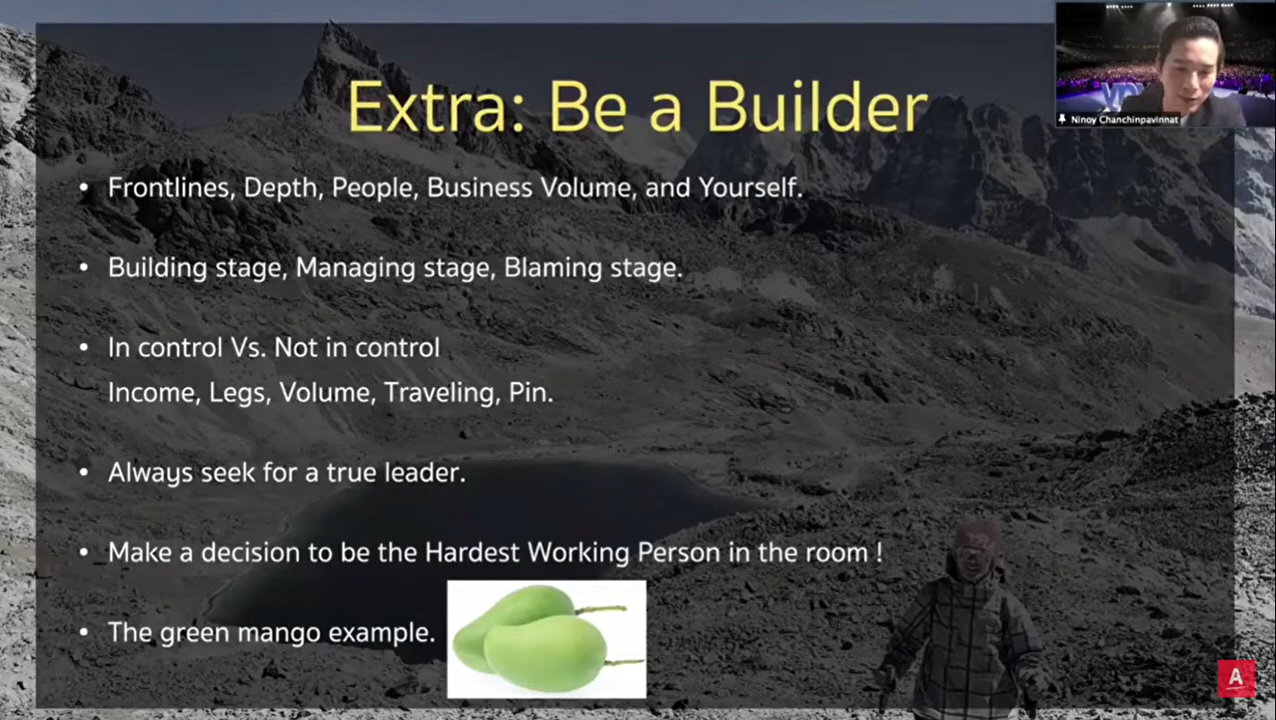 Extra: Be a Builder
Ninoy Chanchinpavinnat
• Frontlines, Depth, People, Business Volume, and Yourself.
• Building stage, Managing stage, Blaming stage.
• In control Vs. Not in control
Income, Legs, Volume, Traveling, Pin.
• Always seek for a true leader.
• Make a decision to be the Hardest Working Person in the room !
• The green mango example.
A